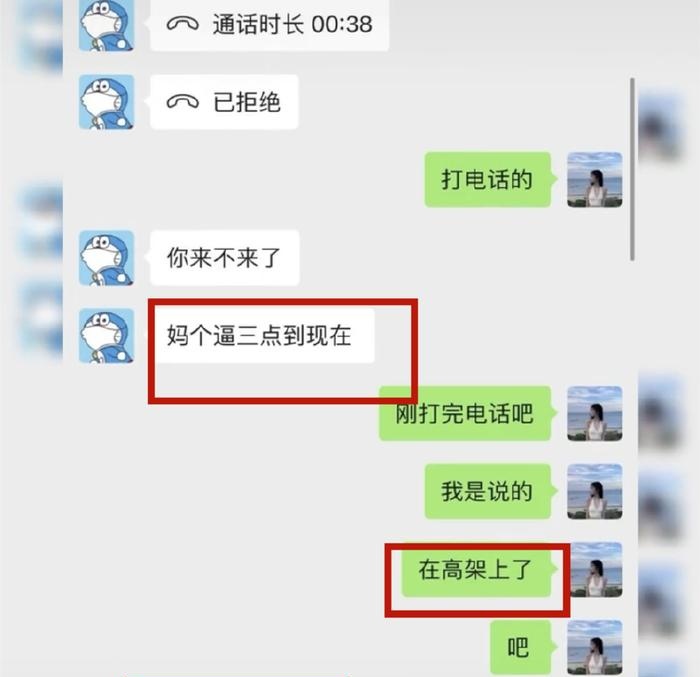 通话时长 00:38
已拒绝
打电话的
你来不来了
妈个逼三点到现在
刚打完电话吧
我是说的
在高架上了
吧